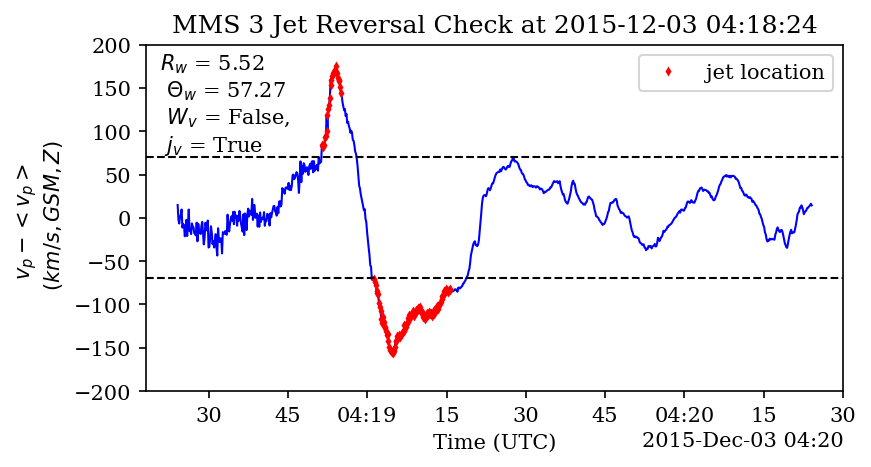 MMS 3 Jet Reversal Check at 2015-12-03 04:18:24
R_w = 5.52
Θ_w = 57.27
W_v = False,
j_v = True
jet location
v_p − < v_p >
(km/s, GSM, Z)
200
150
100
50
0
−50
−100
−150
−200
30 45 04:19 15 30 45 04:20 15 30
Time (UTC)
2015-Dec-03 04:20